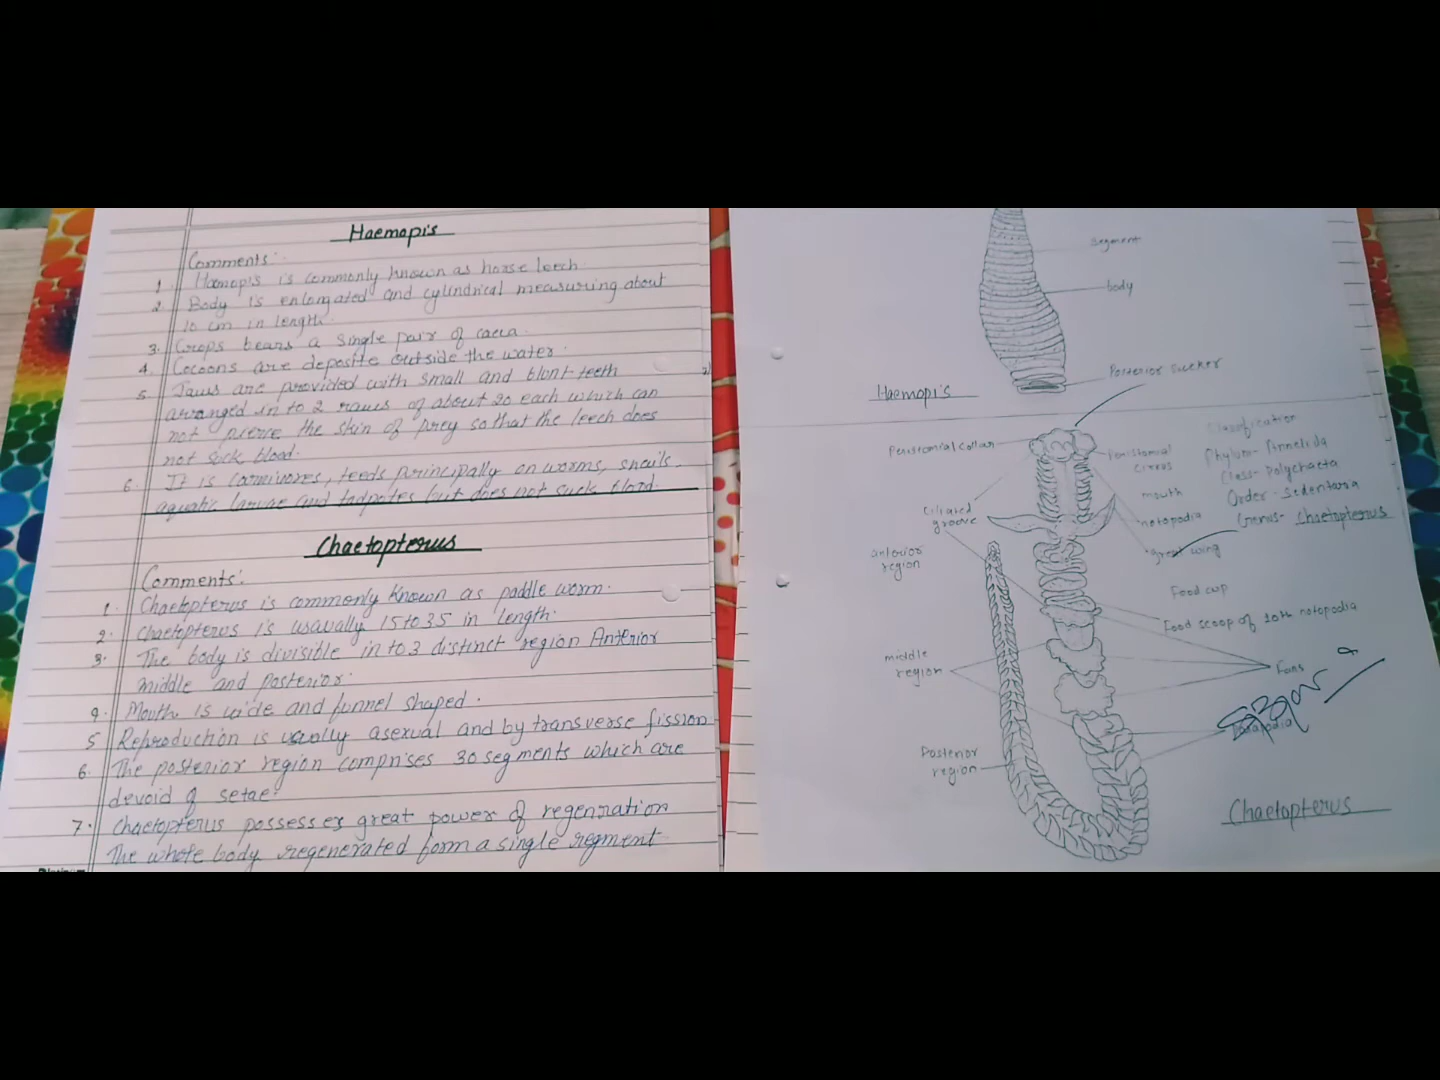 Haemopis
Comments:
1. Haemopis is commonly known as horse leech.
2. Body is enlongated and cylindrical measuring about
10 cm in length.
3. Crops bears a single pair of caeca.
4. Cocoons are deposite outside the water.
5. Jaws are provided with small and blunt teeth
arranged in to 2 rows of about 20 each which can
not pierce the skin of prey so that the leech does
not suck blood.
6. It is carnivores, feeds principally on worms, snails,
aquatic larvae and tadpoles but does not suck blood.
Chaetopterus
Comments:
1. Chaetopterus is commonly known as paddle worm.
2. Chaetopterus is usually 15 to 35 in length.
3. The body is divisible in to 3 distinct region Anterior
middle and posterior.
4. Mouth is wide and funnel shaped.
5 Reproduction is usually asexual and by transverse fission
6. The posterior region comprises 30 segments which are
devoid of setae.
7. Chaetopterus possesses great power of regenration
The whole body regenerated form a single segment
segment
body
Posterior sucker
Haemopis
Peristomial collar
Peristomial
cirrus
mouth
notopodia
great wing
Food cup
Food scoop of 10th notopodia
Fans
Parapodia
ciliated
groove
anterior
region
middle
region
Posterior
region
Classification
Phylum- Annelida
Class- polychaeta
Order- Sedentaria
Genus- Chaetopterus
Chaetopterus